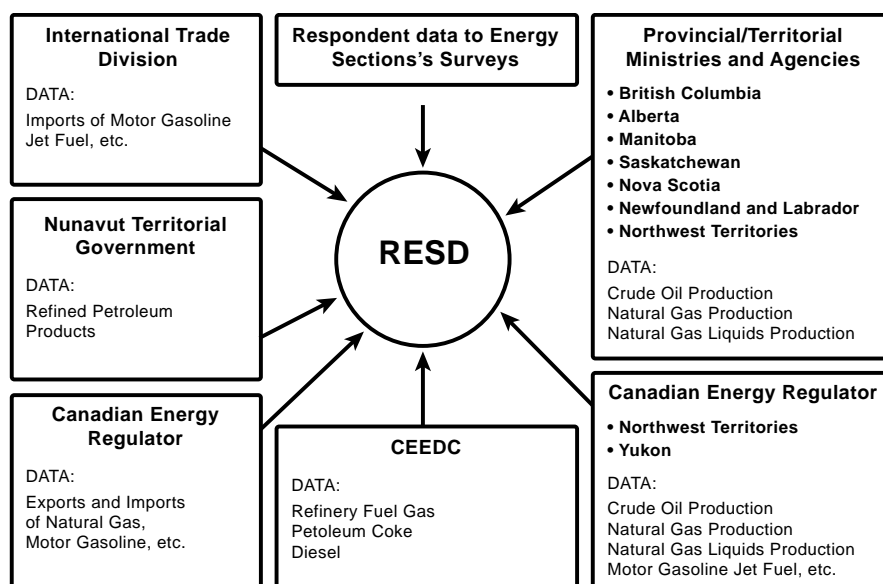 International Trade
Division
DATA:
Imports of Motor Gasoline
Jet Fuel, etc.
Respondent data to Energy
Sections's Surveys
Provincial/Territorial
Ministries and Agencies
• British Columbia
• Alberta
• Manitoba
• Saskatchewan
• Nova Scotia
• Newfoundland and Labrador
• Northwest Territories
DATA:
Crude Oil Production
Natural Gas Production
Natural Gas Liquids Production
Nunavut Territorial
Government
DATA:
Refined Petroleum
Products
RESD
Canadian Energy
Regulator
DATA:
Exports and Imports
of Natural Gas,
Motor Gasoline, etc.
CEEDC
DATA:
Refinery Fuel Gas
Petoleum Coke
Diesel
Canadian Energy Regulator
• Northwest Territories
• Yukon
DATA:
Crude Oil Production
Natural Gas Production
Natural Gas Liquids Production
Motor Gasoline Jet Fuel, etc.